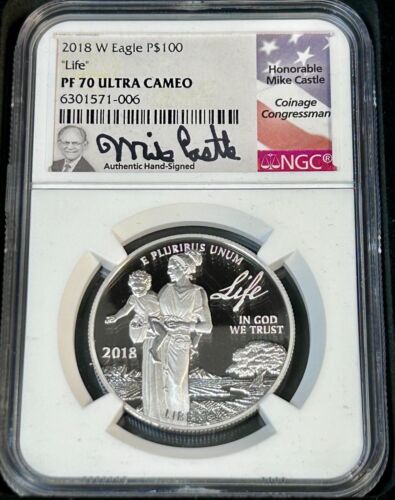 2018 W Eagle P$100
"Life"
PF 70 ULTRA CAMEO
6301571-006
Mike Castle
Authentic Hand-Signed
Honorable
Mike Castle
Coinage
Congressman
NGC®
E PLURIBUS UNUM
Life
IN GOD
WE TRUST
2018